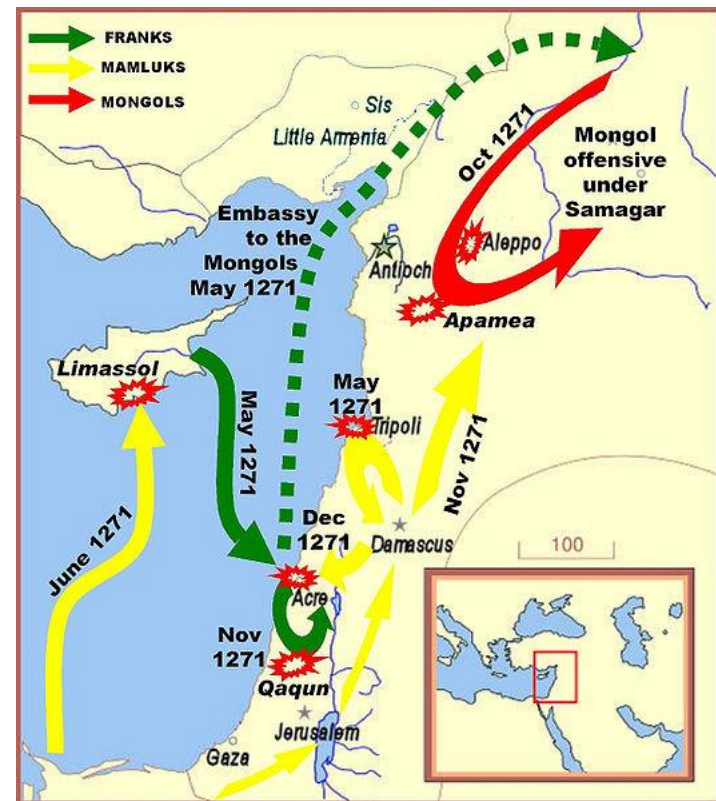 FRANKS
MAMLUKS
MONGOLS
Sis
Little Armenia
Oct 1271
Mongol
offensive
under
Samagar
Embassy
to the
Mongols
May 1271
Aleppo
Antioch
Apamea
Limassol
May 1271
May
1271
Tripoli
Nov 1271
June 1271
Dec
1271
Damascus
100
Acre
Nov
1271
Qaqun
Jerusalem
Gaza